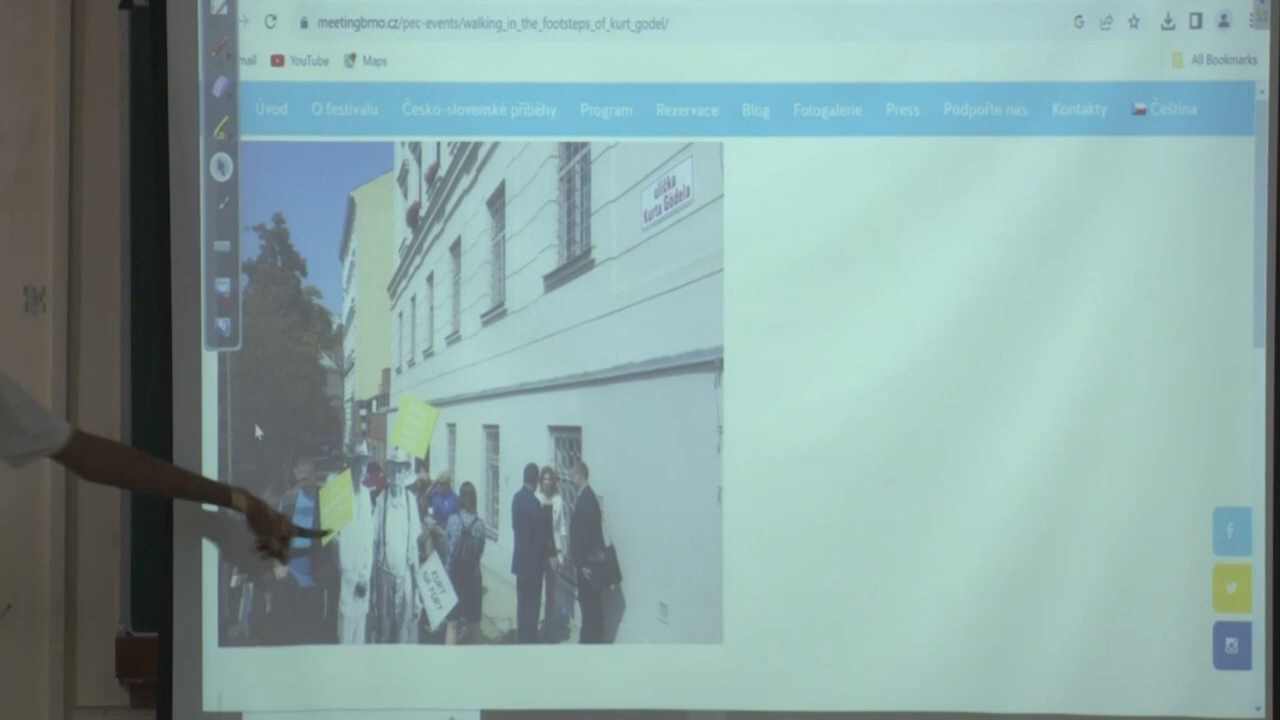 meetingbrno.cz/pec-events/walking_in_the_footsteps_of_kurt_godel/
YouTube Maps All Bookmarks
Úvod O festivalu Česko-slovenské příběhy Program Rezervace Blog Fotogalerie Press Podpořte nás Kontakty Čeština
ulička
Kurta Gödela
KURT